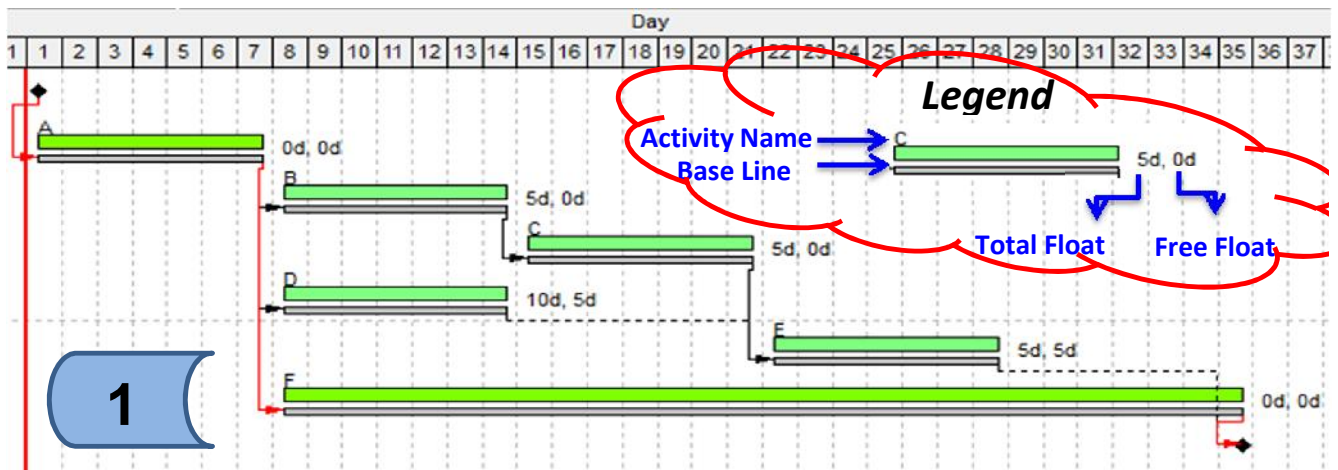 Day
1 1 2 3 4 5 6 7 8 9 10 11 12 13 14 15 16 17 18 19 20 21 22 23 24 25 26 27 28 29 30 31 32 33 34 35 36 37
Legend
A
0d, 0d
Activity Name
C
Base Line
5d, 0d
B
5d, 0d
C
5d, 0d
Total Float
Free Float
D
10d, 5d
E
5d, 5d
1
F
0d, 0d